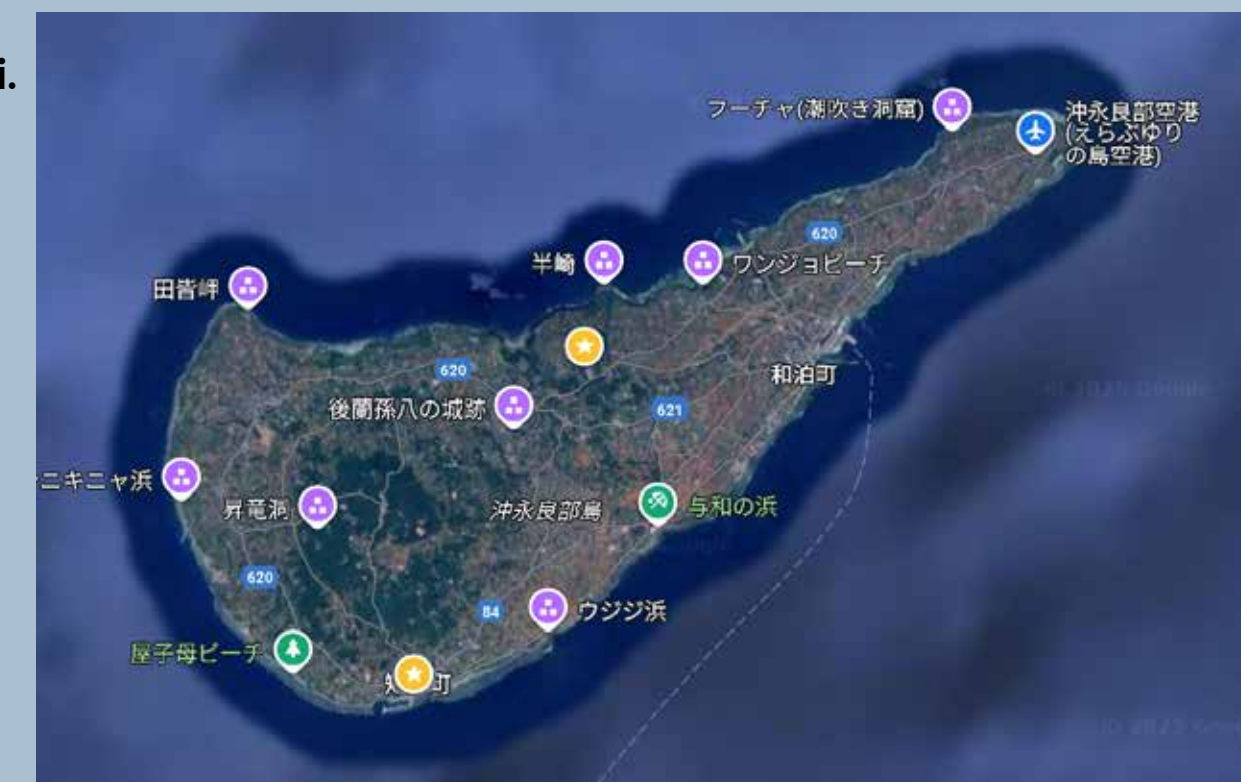 i.
フーチャ(潮吹き洞窟)
沖永良部空港
(えらぶゆり
の島空港)
620
半崎
ワンジョビーチ
田皆岬
620
和泊町
後蘭孫八の城跡
621
ニキニャ浜
昇竜洞
沖永良部島
与和の浜
620
84
ウジジ浜
屋子母ビーチ
町